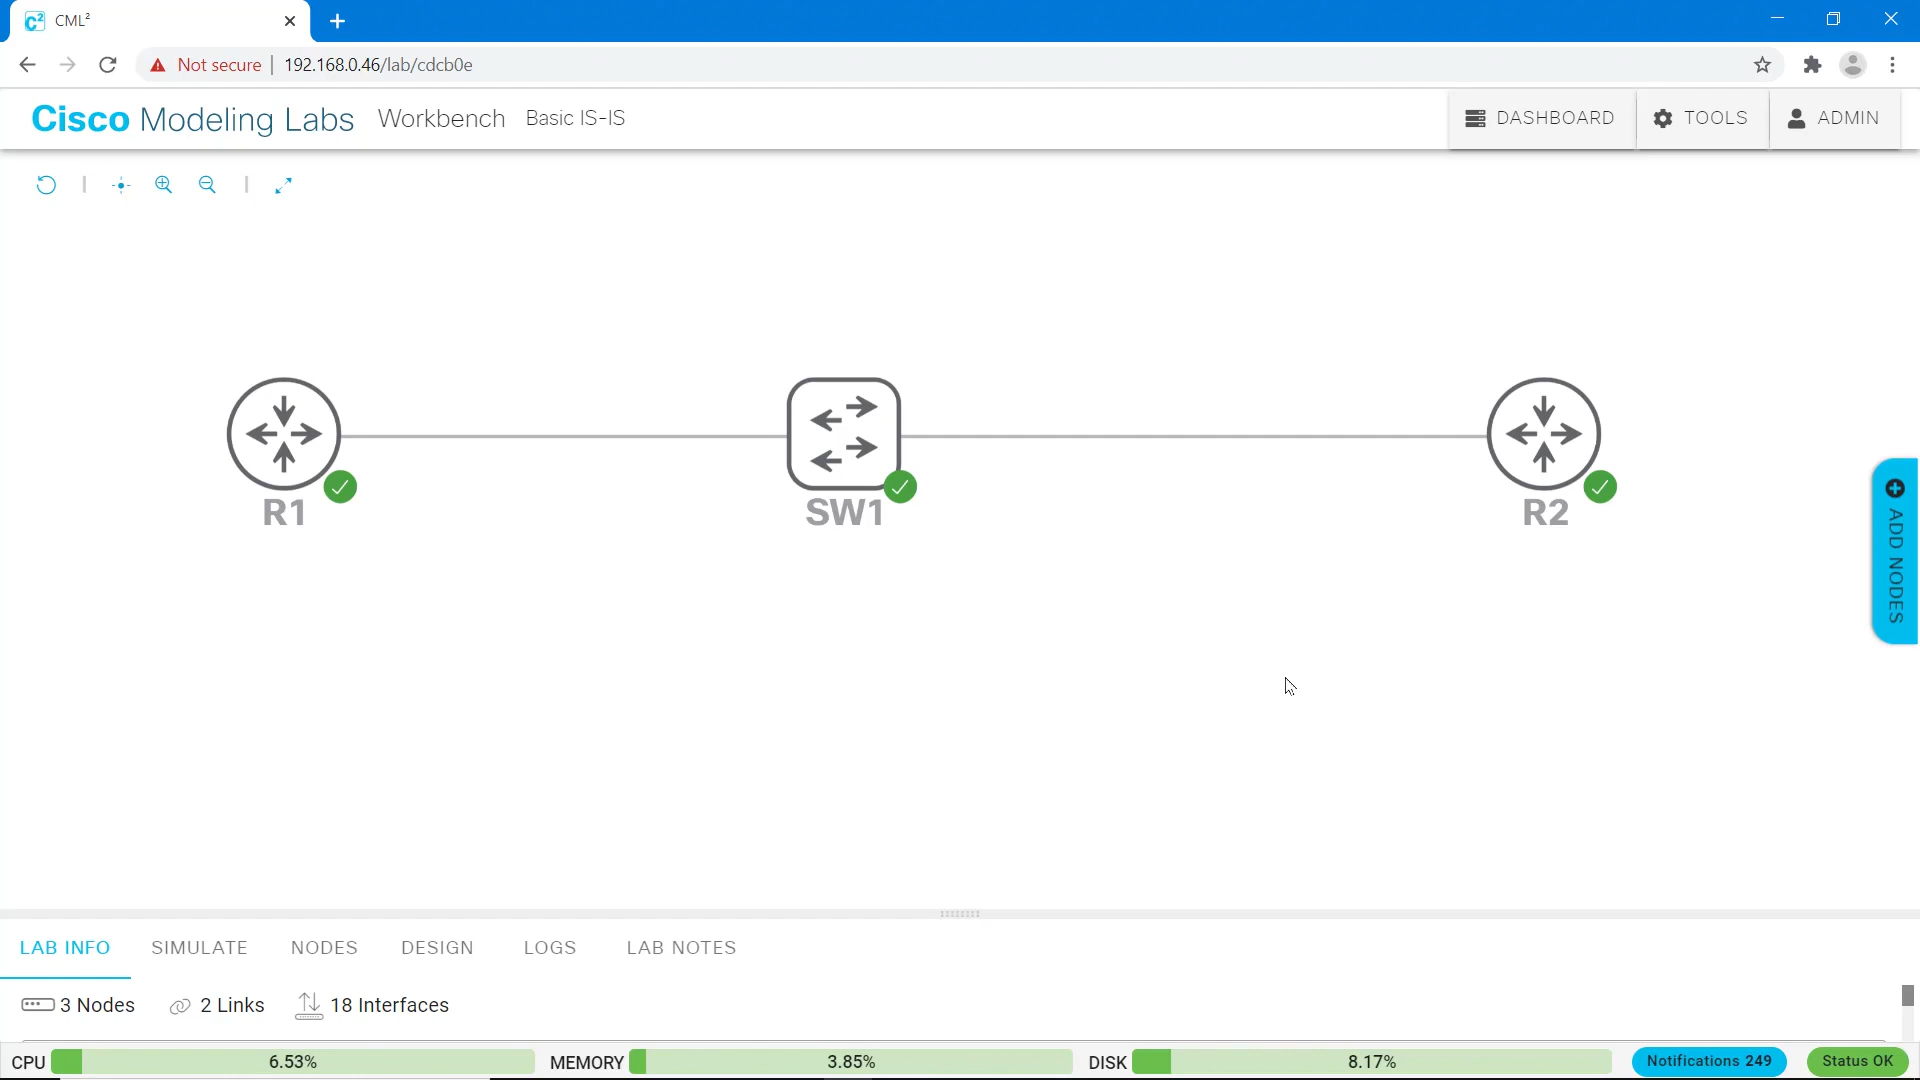 CML²
Not secure | 192.168.0.46/lab/cdcb0e
Cisco Modeling Labs Workbench Basic IS-IS DASHBOARD TOOLS ADMIN
R1 SW1 R2
ADD NODES
LAB INFO SIMULATE NODES DESIGN LOGS LAB NOTES
3 Nodes 2 Links 18 Interfaces
CPU 6.53% MEMORY 3.85% DISK 8.17% Notifications 249 Status OK